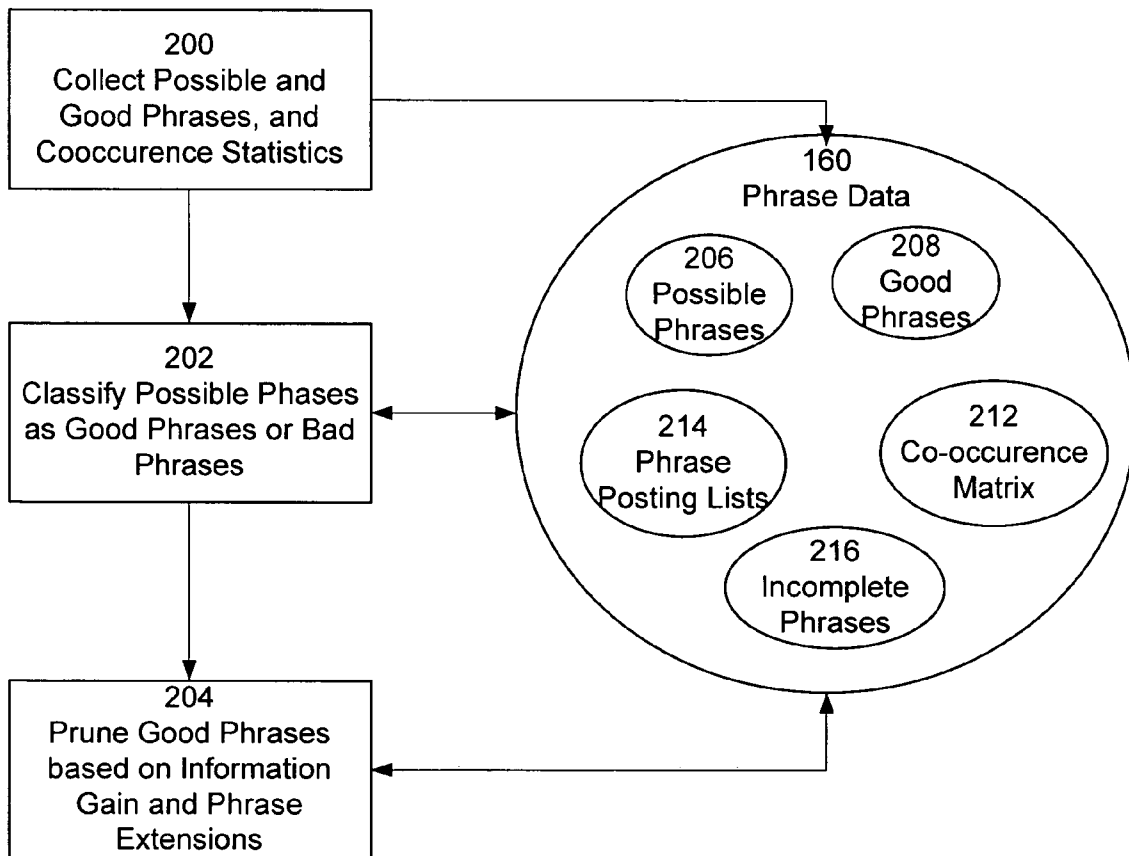 200
Collect Possible and
Good Phrases, and
Cooccurence Statistics
160
Phrase Data
206
Possible
Phrases
208
Good
Phrases
202
Classify Possible Phases
as Good Phrases or Bad
Phrases
214
Phrase
Posting Lists
212
Co-occurence
Matrix
216
Incomplete
Phrases
204
Prune Good Phrases
based on Information
Gain and Phrase
Extensions